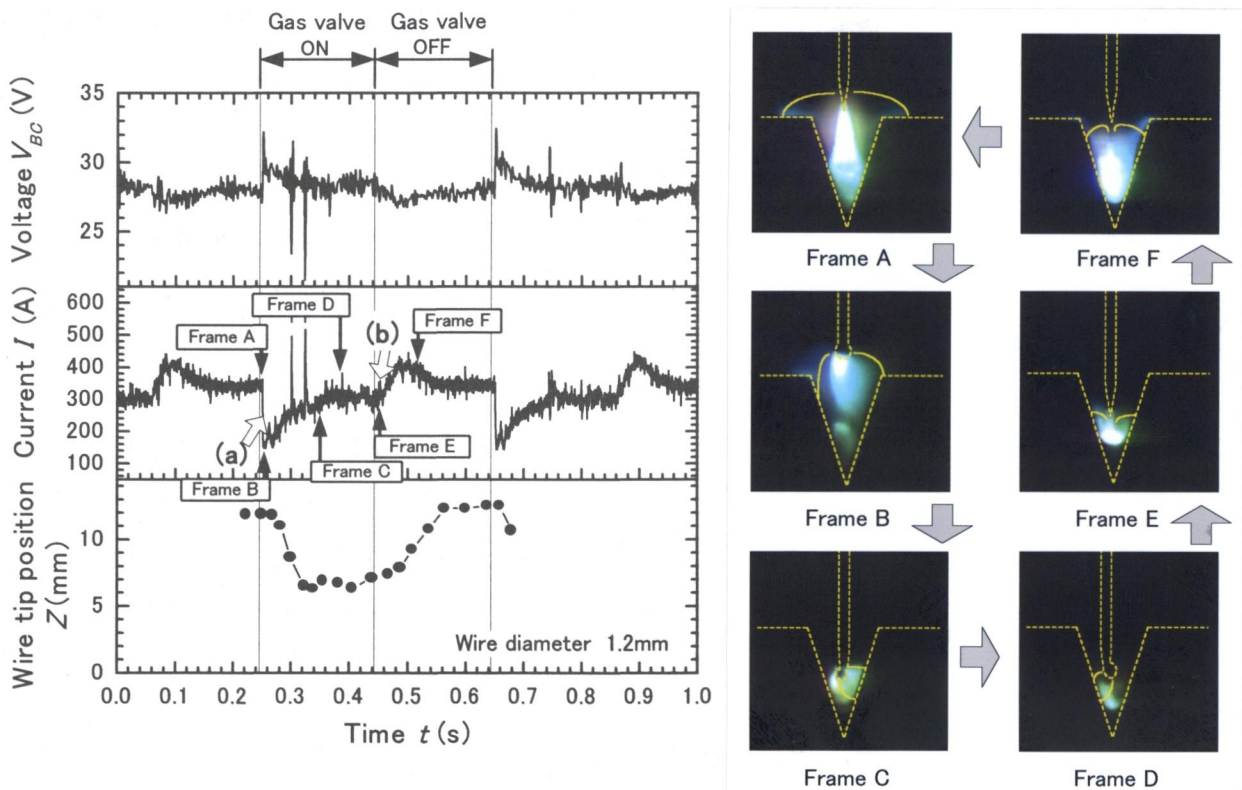 Gas valve Gas valve
ON OFF
Voltage V_BC (V)
35
30
25
Current I (A)
600
500
400
300
200
100
Frame A
Frame D
(b)
Frame F
(a)
Frame B
Frame C
Frame E
Wire tip position
Z (mm)
10
5
0
Wire diameter 1.2mm
0.0 0.1 0.2 0.3 0.4 0.5 0.6 0.7 0.8 0.9 1.0
Time t (s)
Frame A Frame F
Frame B Frame E
Frame C Frame D